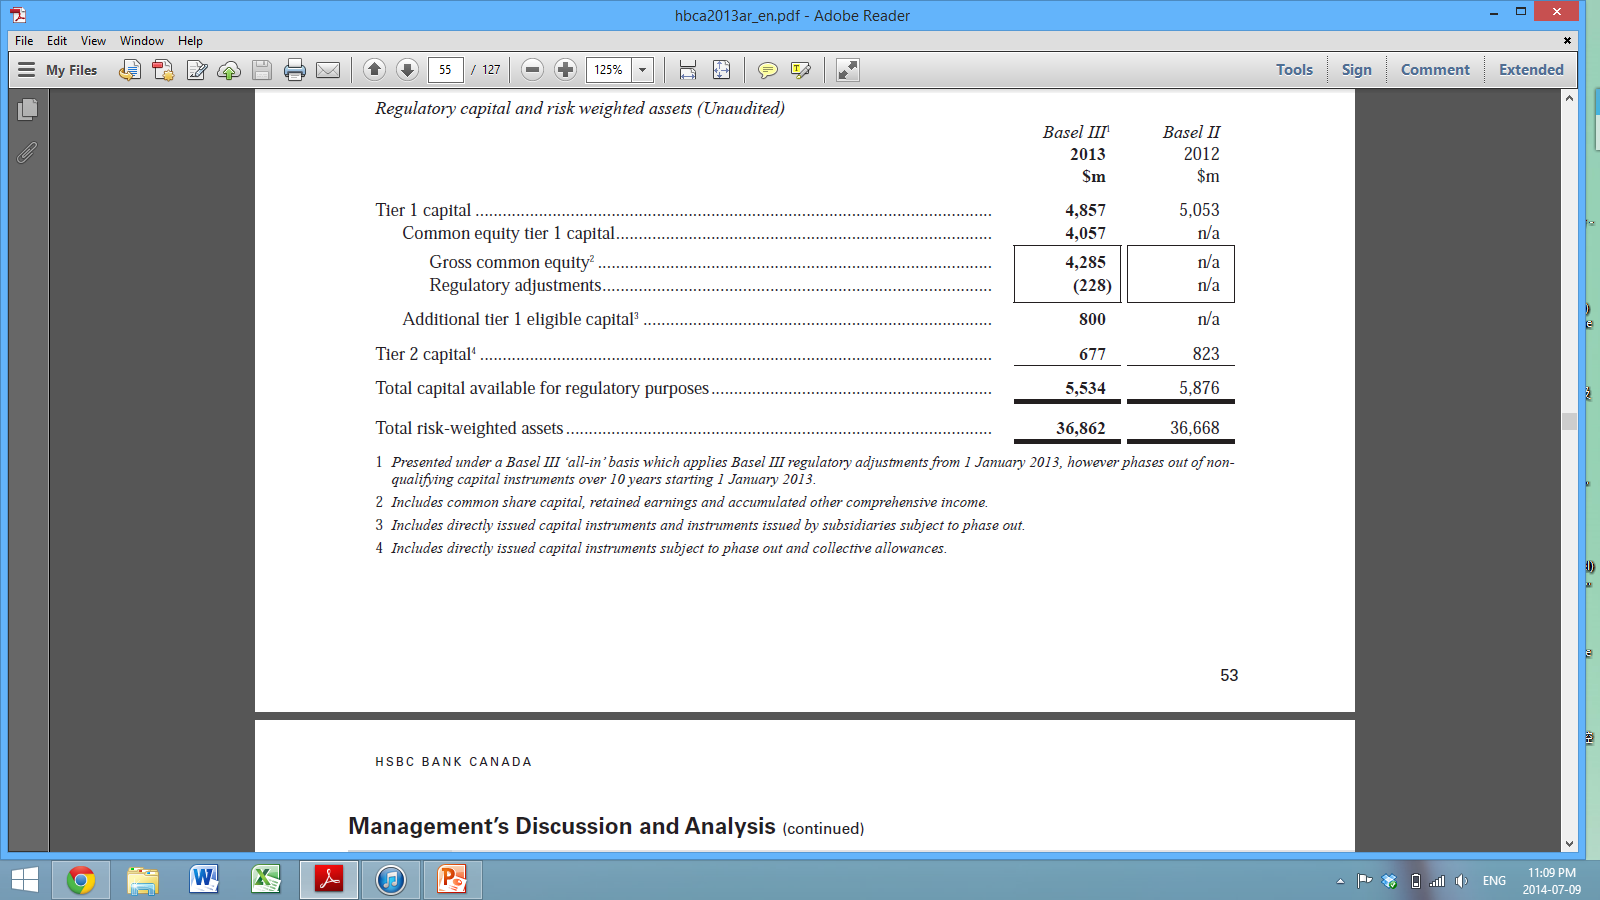 hbca2013ar_en.pdf - Adobe Reader
File Edit View Window Help
My Files 55 / 127 125% Tools Sign Comment Extended
Regulatory capital and risk weighted assets (Unaudited)
Basel III¹ Basel II
2013 2012
$m $m
Tier 1 capital 4,857 5,053
Common equity tier 1 capital 4,057 n/a
Gross common equity² 4,285 n/a
Regulatory adjustments (228) n/a
Additional tier 1 eligible capital³ 800 n/a
Tier 2 capital⁴ 677 823
Total capital available for regulatory purposes 5,534 5,876
Total risk-weighted assets 36,862 36,668
1 Presented under a Basel III ‘all-in’ basis which applies Basel III regulatory adjustments from 1 January 2013, however phases out of non-
qualifying capital instruments over 10 years starting 1 January 2013.
2 Includes common share capital, retained earnings and accumulated other comprehensive income.
3 Includes directly issued capital instruments and instruments issued by subsidiaries subject to phase out.
4 Includes directly issued capital instruments subject to phase out and collective allowances.
53
HSBC BANK CANADA
Management’s Discussion and Analysis (continued)
ENG 11:09 PM
2014-07-09